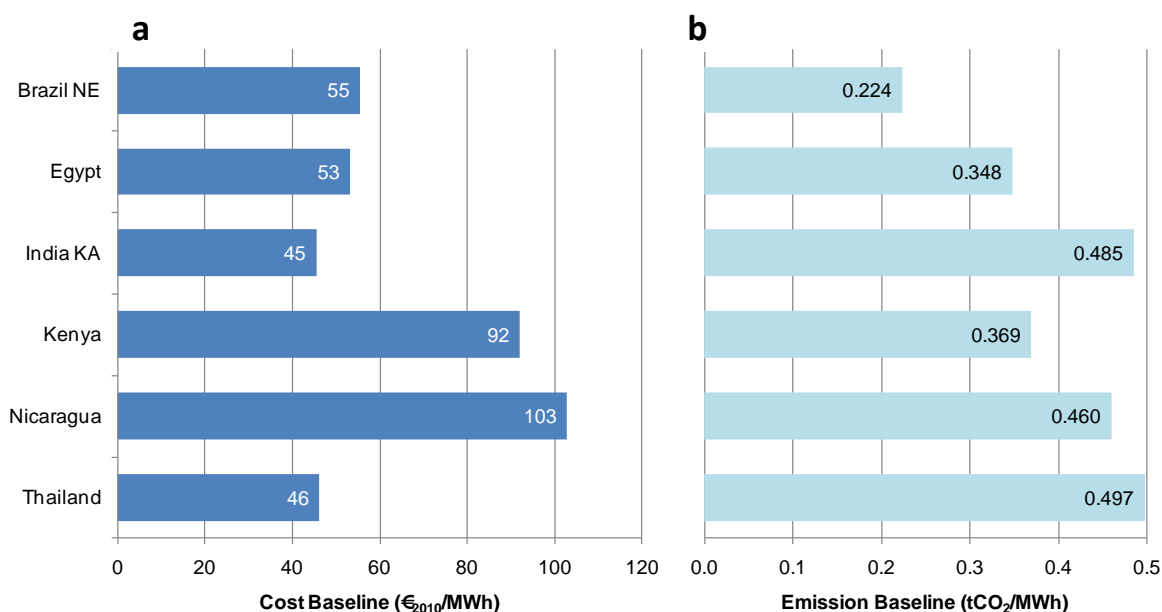 a
b
Brazil NE
55
0.224
Egypt
53
0.348
India KA
45
0.485
Kenya
92
0.369
Nicaragua
103
0.460
Thailand
46
0.497
0 20 40 60 80 100 120
0.0 0.1 0.2 0.3 0.4 0.5
Cost Baseline (€2010/MWh)
Emission Baseline (tCO2/MWh)